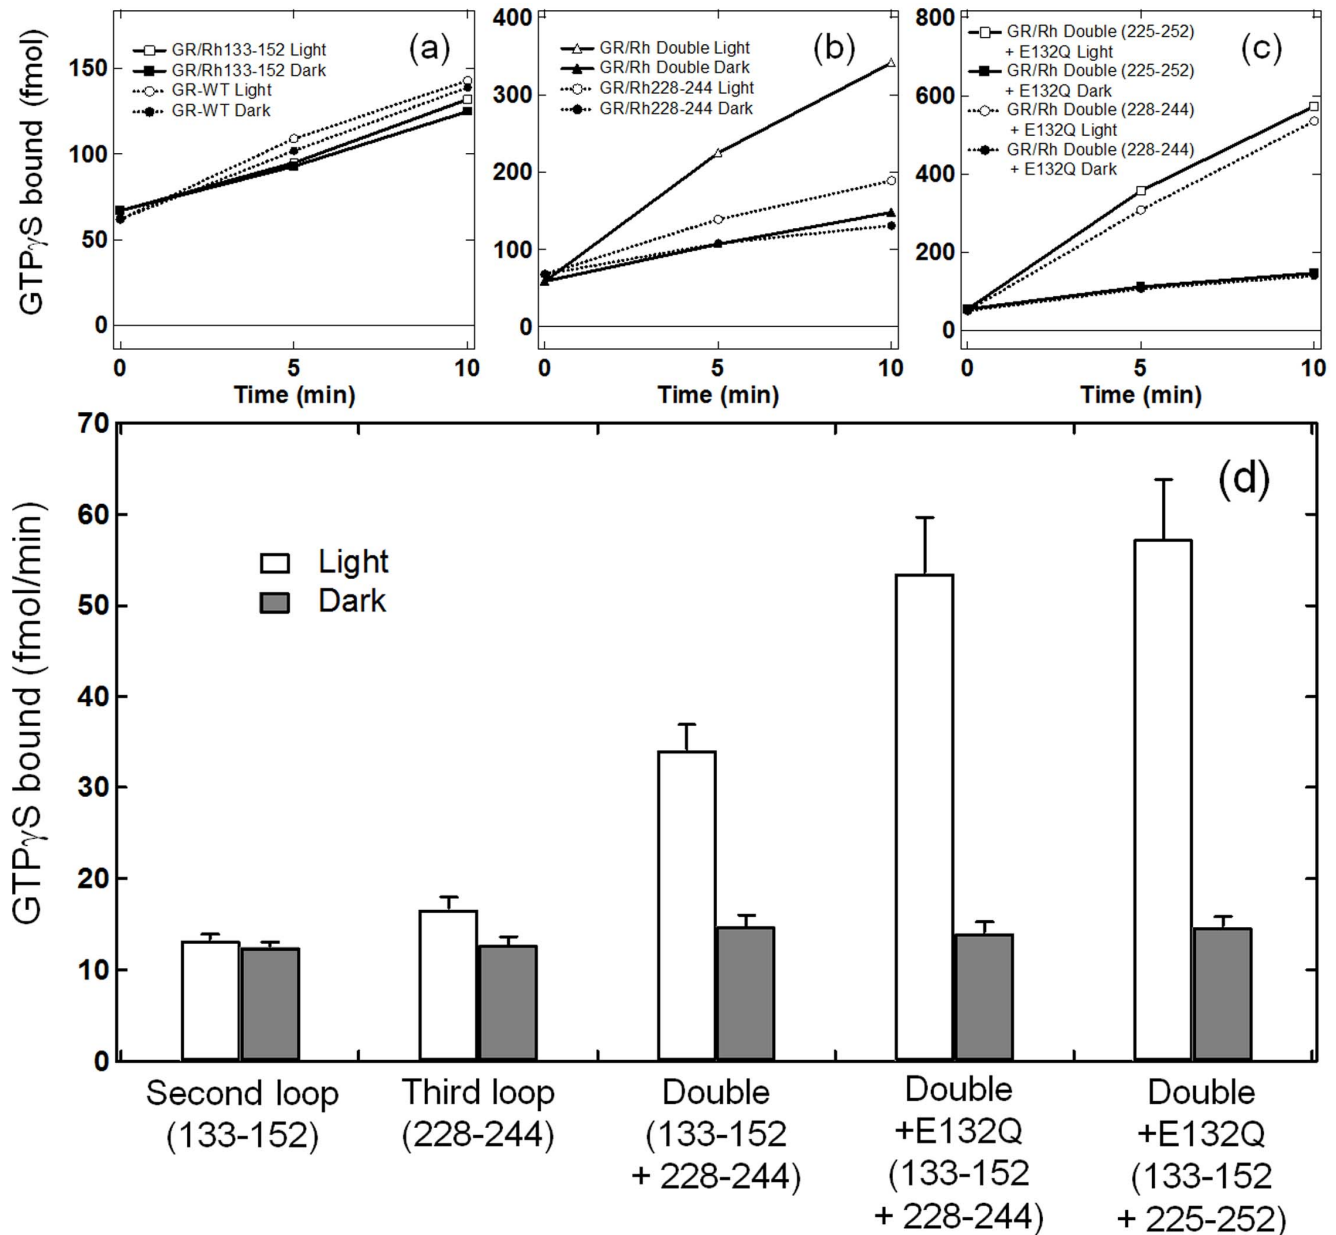 GTPγS bound (fmol)
(a)
GR/Rh133-152 Light
GR/Rh133-152 Dark
GR-WT Light
GR-WT Dark
150
100
50
0
0 5 10
Time (min)
(b)
GR/Rh Double Light
GR/Rh Double Dark
GR/Rh228-244 Light
GR/Rh228-244 Dark
400
300
200
100
0
0 5 10
Time (min)
(c)
GR/Rh Double (225-252)
+ E132Q Light
GR/Rh Double (225-252)
+ E132Q Dark
GR/Rh Double (228-244)
+ E132Q Light
GR/Rh Double (228-244)
+ E132Q Dark
800
600
400
200
0
0 5 10
Time (min)
GTPγS bound (fmol/min)
(d)
Light
Dark
70
60
50
40
30
20
10
0
Second loop
(133-152)
Third loop
(228-244)
Double
(133-152
+ 228-244)
Double
+E132Q
(133-152
+ 228-244)
Double
+E132Q
(133-152
+ 225-252)